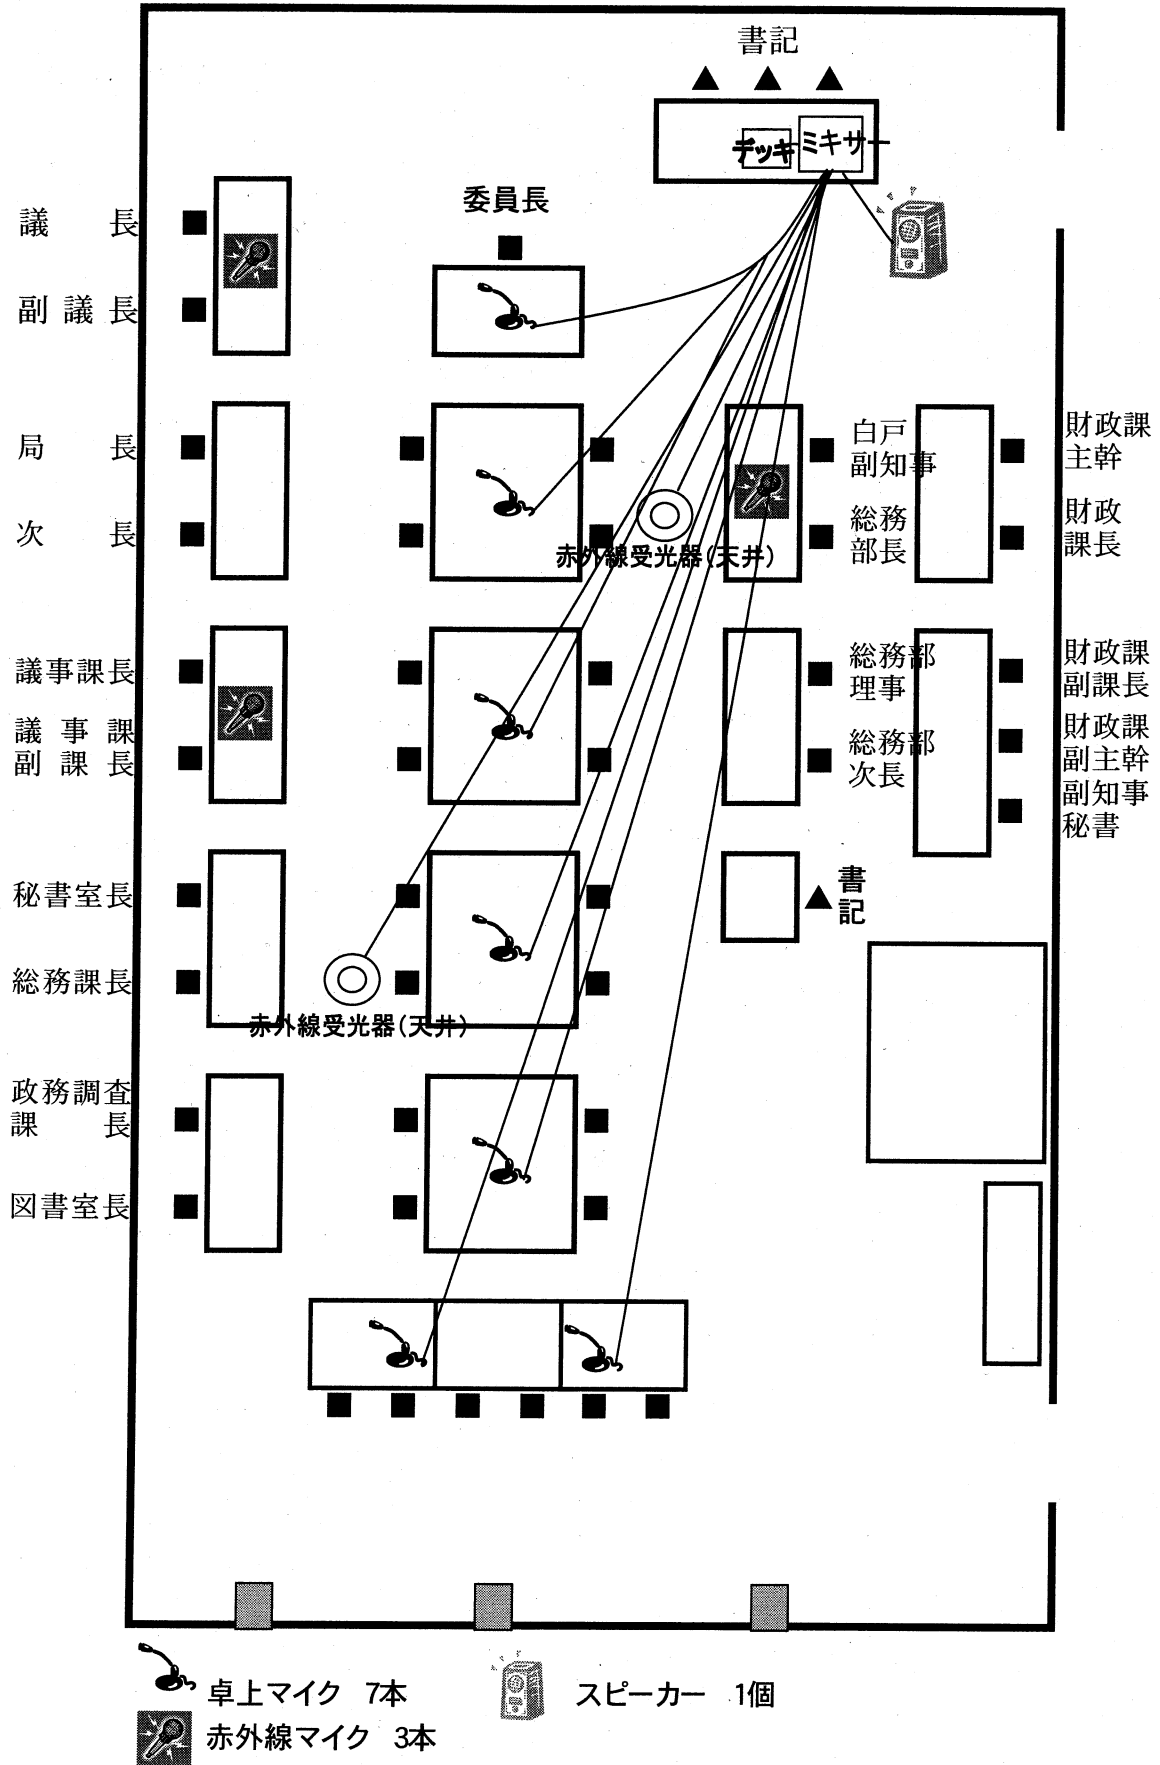 書記
デッキ ミキサー
委員長
議長
副議長
局長
次長
議事課長
議事課
副課長
秘書室長
総務課長
政務調査
課長
図書室長
赤外線受光器(天井)
赤外線受光器(天井)
白戸
副知事
総務
部長
総務部
理事
総務部
次長
書
記
財政課
主幹
財政
課長
財政課
副課長
財政課
副主幹
副知事
秘書
卓上マイク 7本
スピーカー 1個
赤外線マイク 3本